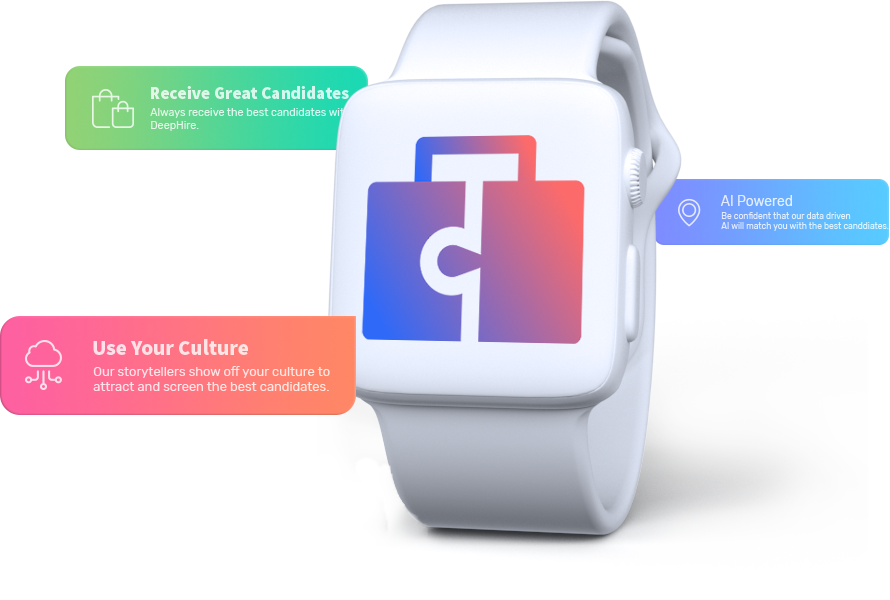 Receive Great Candidates
Always receive the best candidates with
DeepHire.
AI Powered
Be confident that our data driven
AI will match you with the best canddiates.
Use Your Culture
Our storytellers show off your culture to
attract and screen the best candidates.